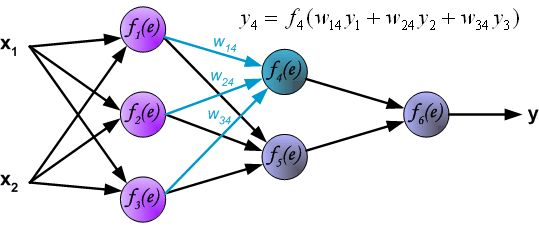 y₄ = f₄(w₁₄y₁ + w₂₄y₂ + w₃₄y₃)
f₁(e)
x₁
w₁₄
f₄(e)
w₂₄
f₂(e)
w₃₄
f₆(e)
y
f₅(e)
x₂
f₃(e)